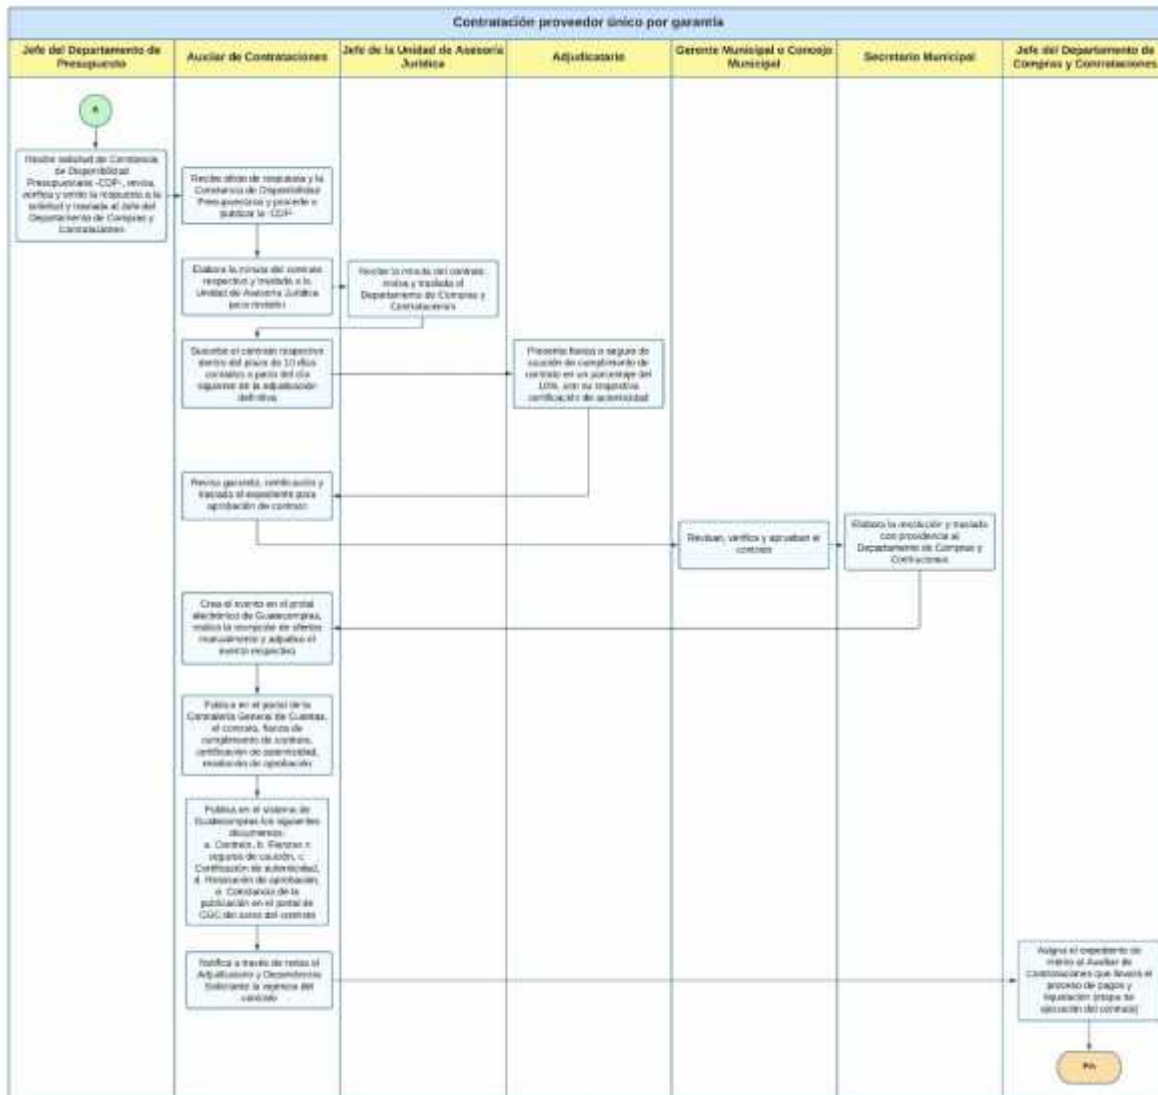 Contratación proveedor único por garantía
Jefe del Departamento de
Presupuesto
Auxiliar de Contrataciones
Jefe de la Unidad de Asesoría
Jurídica
Adjudicatario
Gerente Municipal o Concejo
Municipal
Secretario Municipal
Jefe del Departamento de
Compras y Contrataciones
A
Recibe solicitud de Constancia
de Disponibilidad
Presupuestaria -CDP-, revisa,
verifica y emite la respuesta a la
solicitud y traslada al Jefe del
Departamento de Compras y
Contrataciones
Recibe oficio de respuesta y la
Constancia de Disponibilidad
Presupuestaria y procede a
publicar la -CDP-
Elabora la minuta del contrato
respectivo y traslada a la
Unidad de Asesoría Jurídica
para revisión
Recibe la minuta del contrato,
revisa y traslada al
Departamento de Compras y
Contrataciones
Suscribe el contrato respectivo
dentro del plazo de 10 días
contados a partir del día
siguiente de la adjudicación
definitiva
Presenta fianza o seguro de
caución de cumplimiento de
contrato en un porcentaje del
10%, con su respectiva
certificación de autenticidad
Revisa garantía, certificación y
traslada el expediente para
aprobación de contrato
Revisan, verifica y aprueban el
contrato
Elabora la resolución y traslada
con providencia al
Departamento de Compras y
Contrataciones
Crea el evento en el portal
electrónico de Guatecompras,
realiza la recepción de ofertas
manualmente y adjudica el
evento respectivo
Publica en el portal de la
Contraloría General de Cuentas,
el contrato, fianza de
cumplimiento de contrato,
certificación de autenticidad,
resolución de aprobación
Publica en el sistema de
Guatecompras los siguientes
documentos:
a. Contrato, b. Fianzas o
seguros de caución, c.
Certificación de autenticidad,
d. Resolución de aprobación,
e. Constancia de la
publicación en el portal de
CGC del envío del contrato
Notifica a través de notas al
Adjudicatario y Dependencia
Solicitante la vigencia del
contrato
Asigna el expediente de
mérito al Auxiliar de
Contrataciones que llevará el
proceso de pagos y
liquidación (etapa de
ejecución del contrato)
Fin